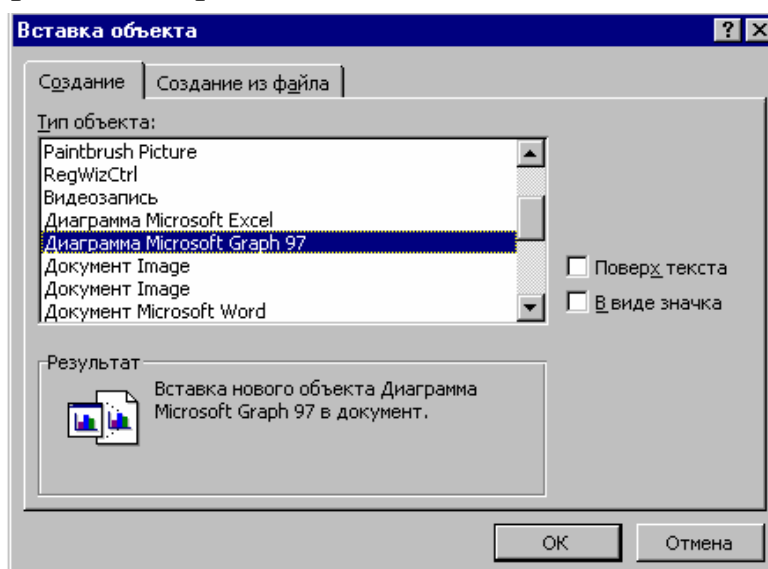 Вставка объекта
Создание
Создание из файла
Тип объекта:
Paintbrush Picture
RegWizCtrl
Видеозапись
Диаграмма Microsoft Excel
Диаграмма Microsoft Graph 97
Документ Image
Документ Image
Документ Microsoft Word
Поверх текста
В виде значка
Результат
Вставка нового объекта Диаграмма
Microsoft Graph 97 в документ.
ОК
Отмена